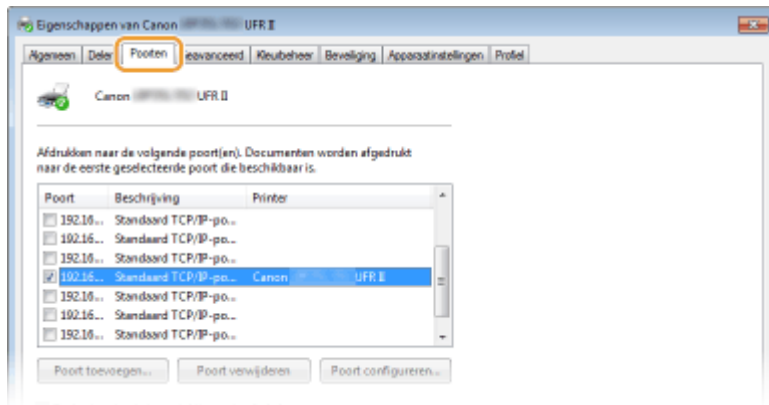 Eigenschappen van Canon UFR II
Algemeen Delen Poorten Geavanceerd Kleurbeheer Beveiliging Apparaatinstellingen Profiel
Canon UFR II
Afdrukken naar de volgende poort(en). Documenten worden afgedrukt
naar de eerste geselecteerde poort die beschikbaar is.
Poort Beschrijving Printer
192.16... Standaard TCP/IP-po...
192.16... Standaard TCP/IP-po...
192.16... Standaard TCP/IP-po...
192.16... Standaard TCP/IP-po... Canon UFR II
192.16... Standaard TCP/IP-po...
192.16... Standaard TCP/IP-po...
192.16... Standaard TCP/IP-po...
Poort toevoegen... Poort verwijderen Poort configureren...